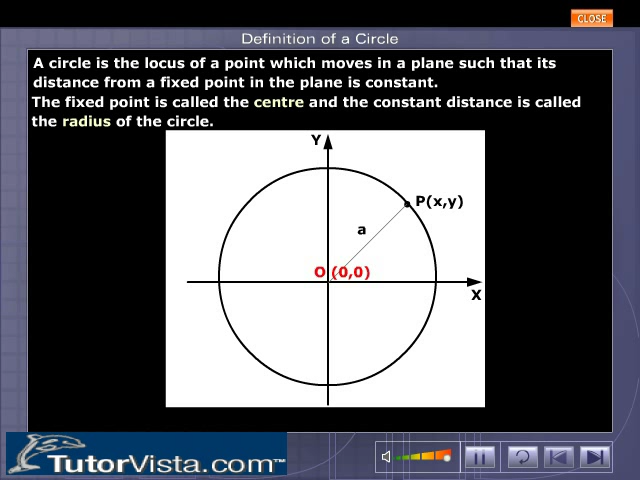 CLOSE
Definition of a Circle
A circle is the locus of a point which moves in a plane such that its
distance from a fixed point in the plane is constant.
The fixed point is called the centre and the constant distance is called
the radius of the circle.
Y
P(x,y)
a
O (0,0)
X
TutorVista.com™